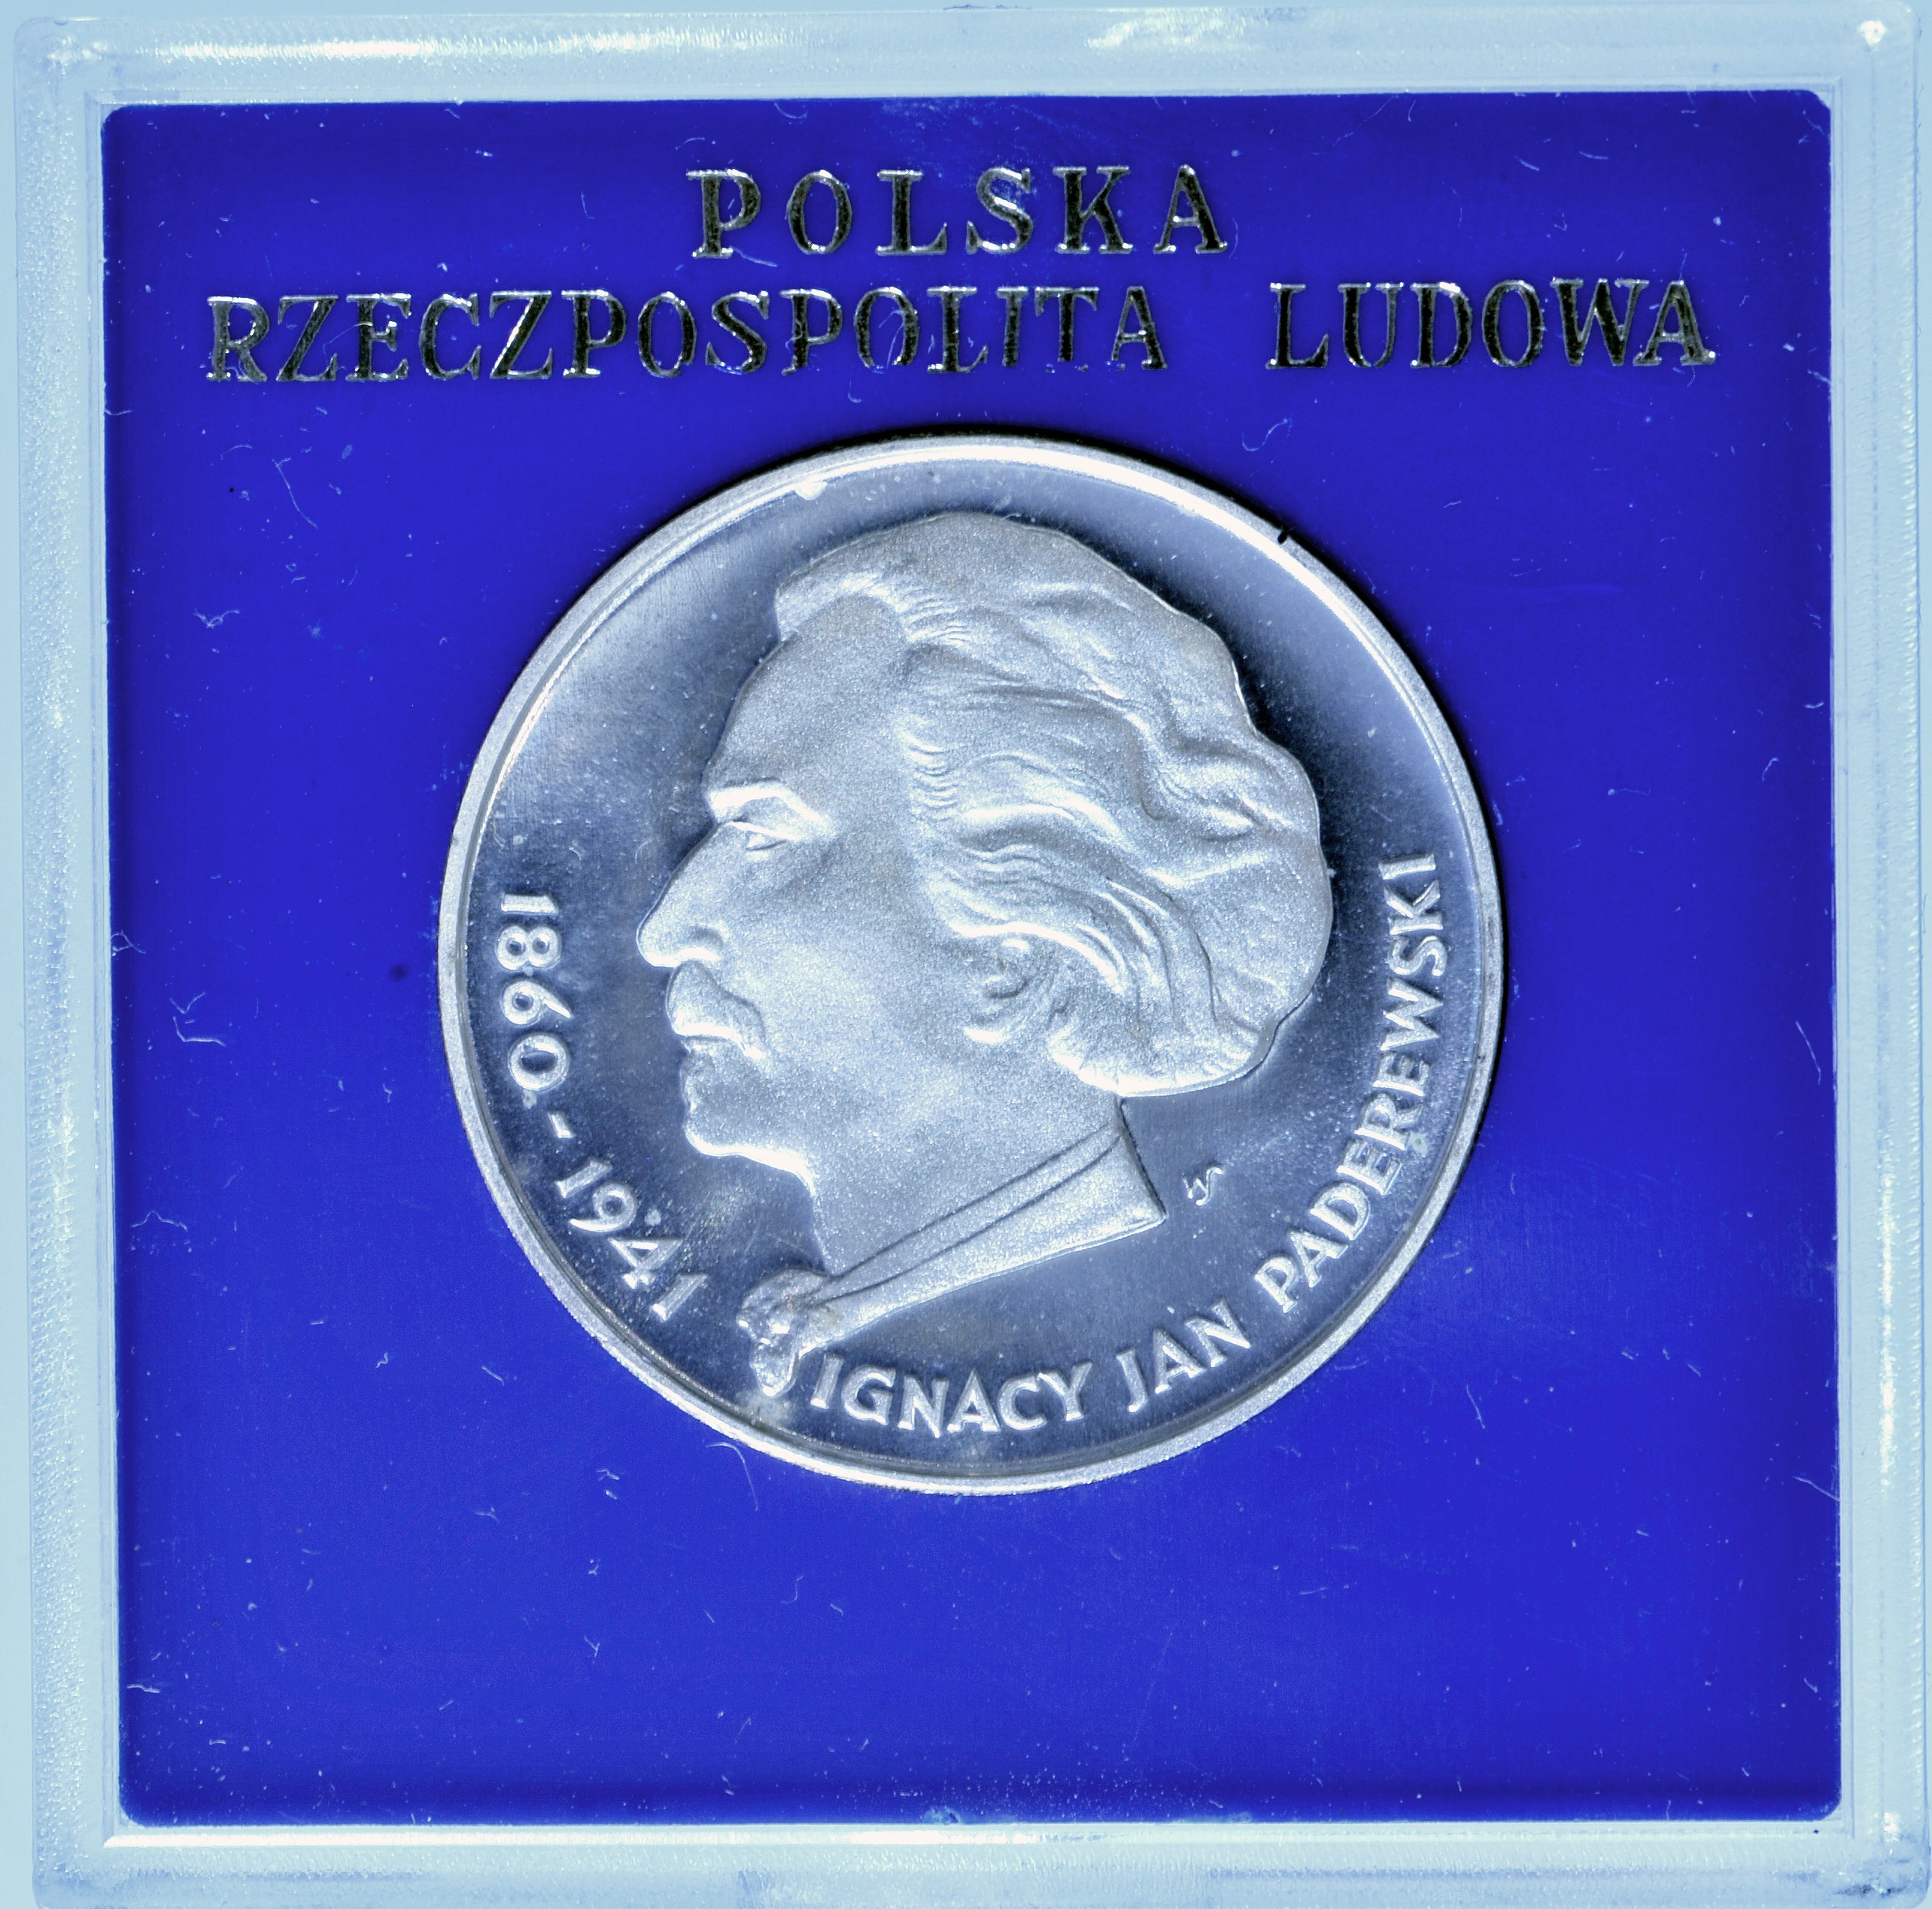 POLSKA
RZECZPOSPOLITA LUDOWA
1860-1941
IGNACY JAN PADEREWSKI